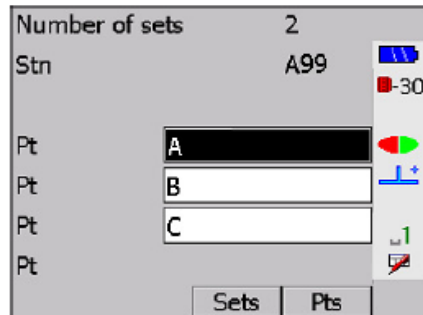 Number of sets 2
Stn A99
-30
Pt A
Pt B
Pt C
1
Pt
Sets Pts